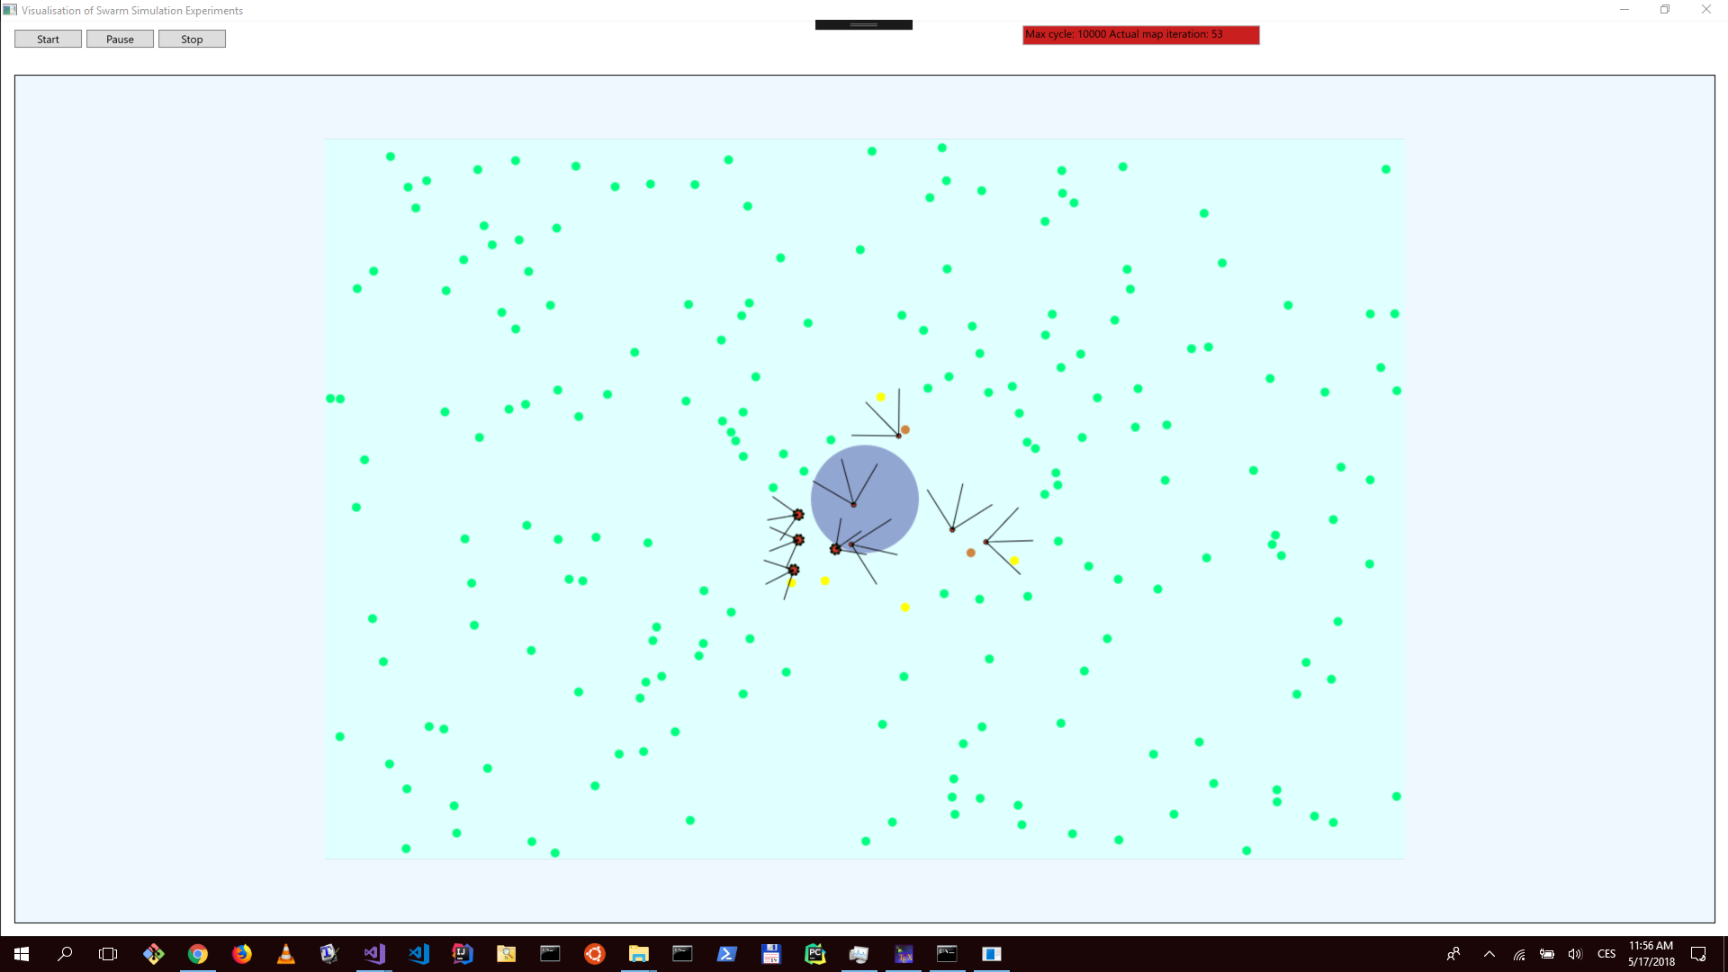 Visualisation of Swarm Simulation Experiments
Start Pause Stop
Max cycle: 10000 Actual map iteration: 53
CES
11:56 AM
5/17/2018